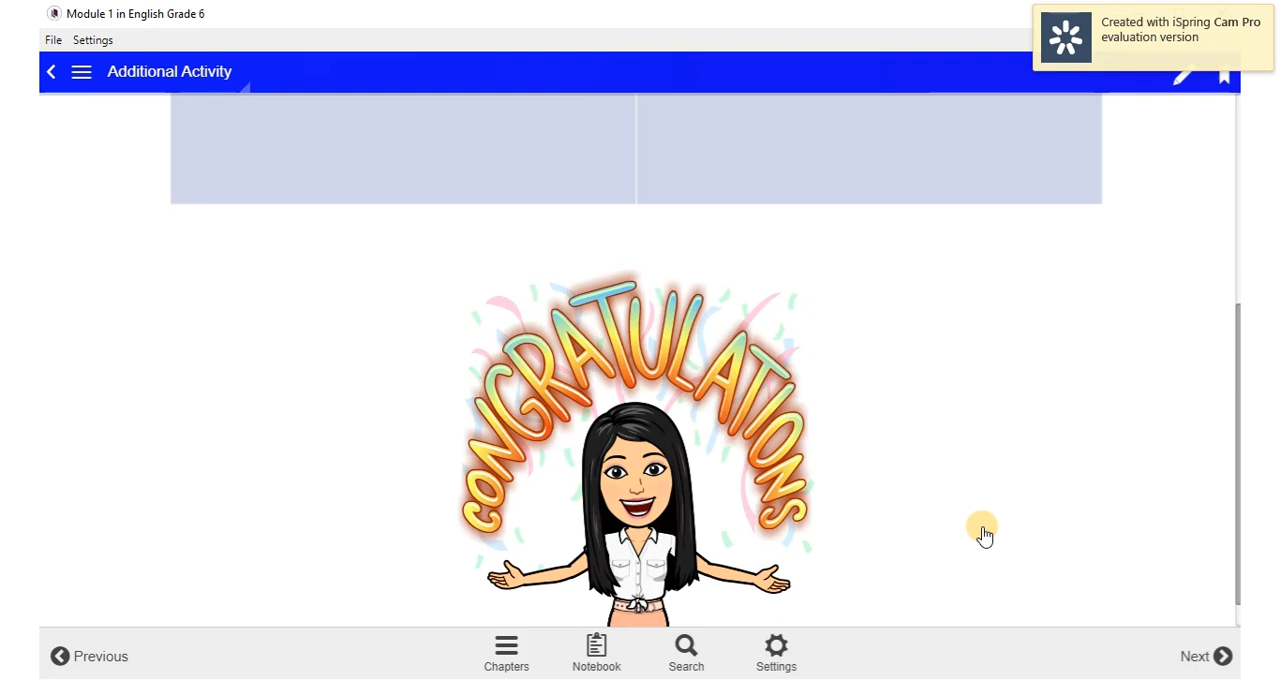 Module 1 in English Grade 6
Created with iSpring Cam Pro
evaluation version
File Settings
Additional Activity
CONGRATULATIONS
Previous
Chapters
Notebook
Search
Settings
Next